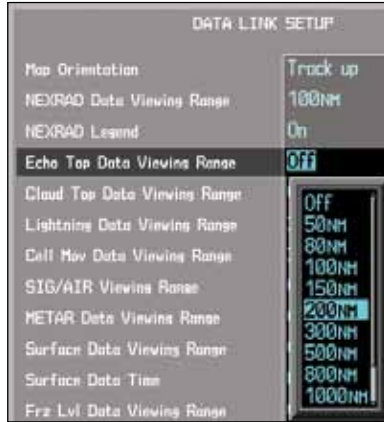 DATA LINK SETUP
Map Orientation Track up
NEXRAD Data Viewing Range 100NM
NEXRAD Legend On
Echo Top Data Viewing Range Off
Cloud Top Data Viewing Range
Lightning Data Viewing Range
Cell Mov Data Viewing Range
SIG/AIR Viewing Range
METAR Data Viewing Range
Surface Data Viewing Range
Surface Data Time
Frz Lvl Data Viewing Range
Off
50NM
80NM
100NM
150NM
200NM
300NM
500NM
800NM
1000NM